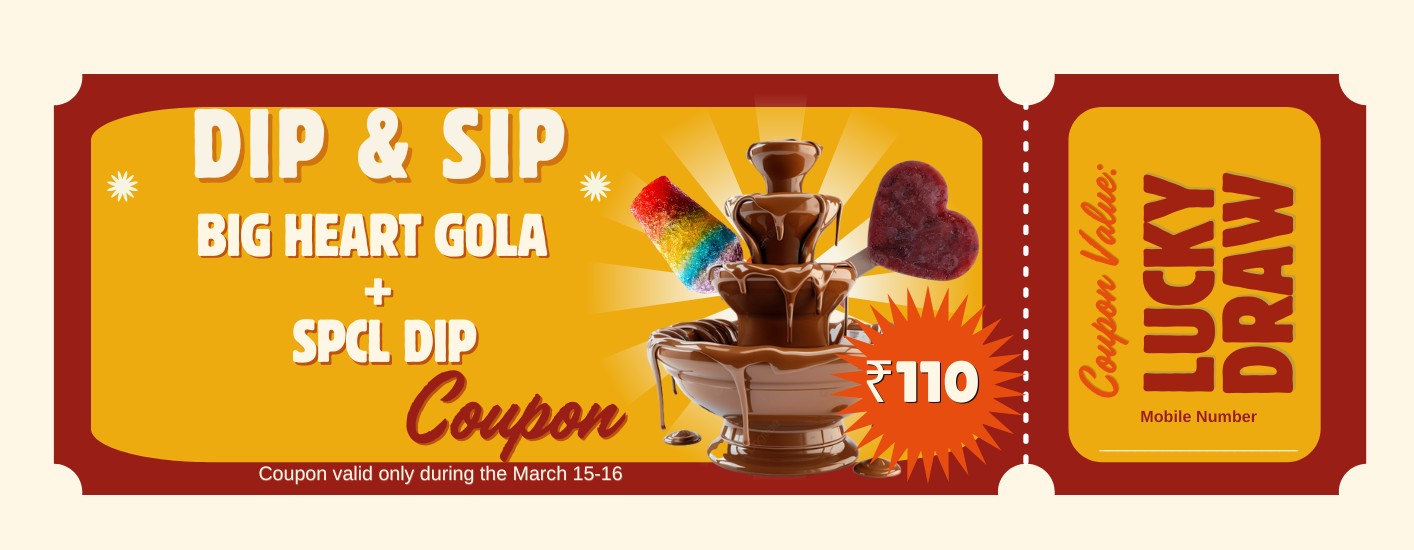 DIP & SIP
BIG HEART GOLA
+
SPCL DIP
Coupon
₹110
Coupon valid only during the March 15-16
Coupon Value:
LUCKY
DRAW
Mobile Number